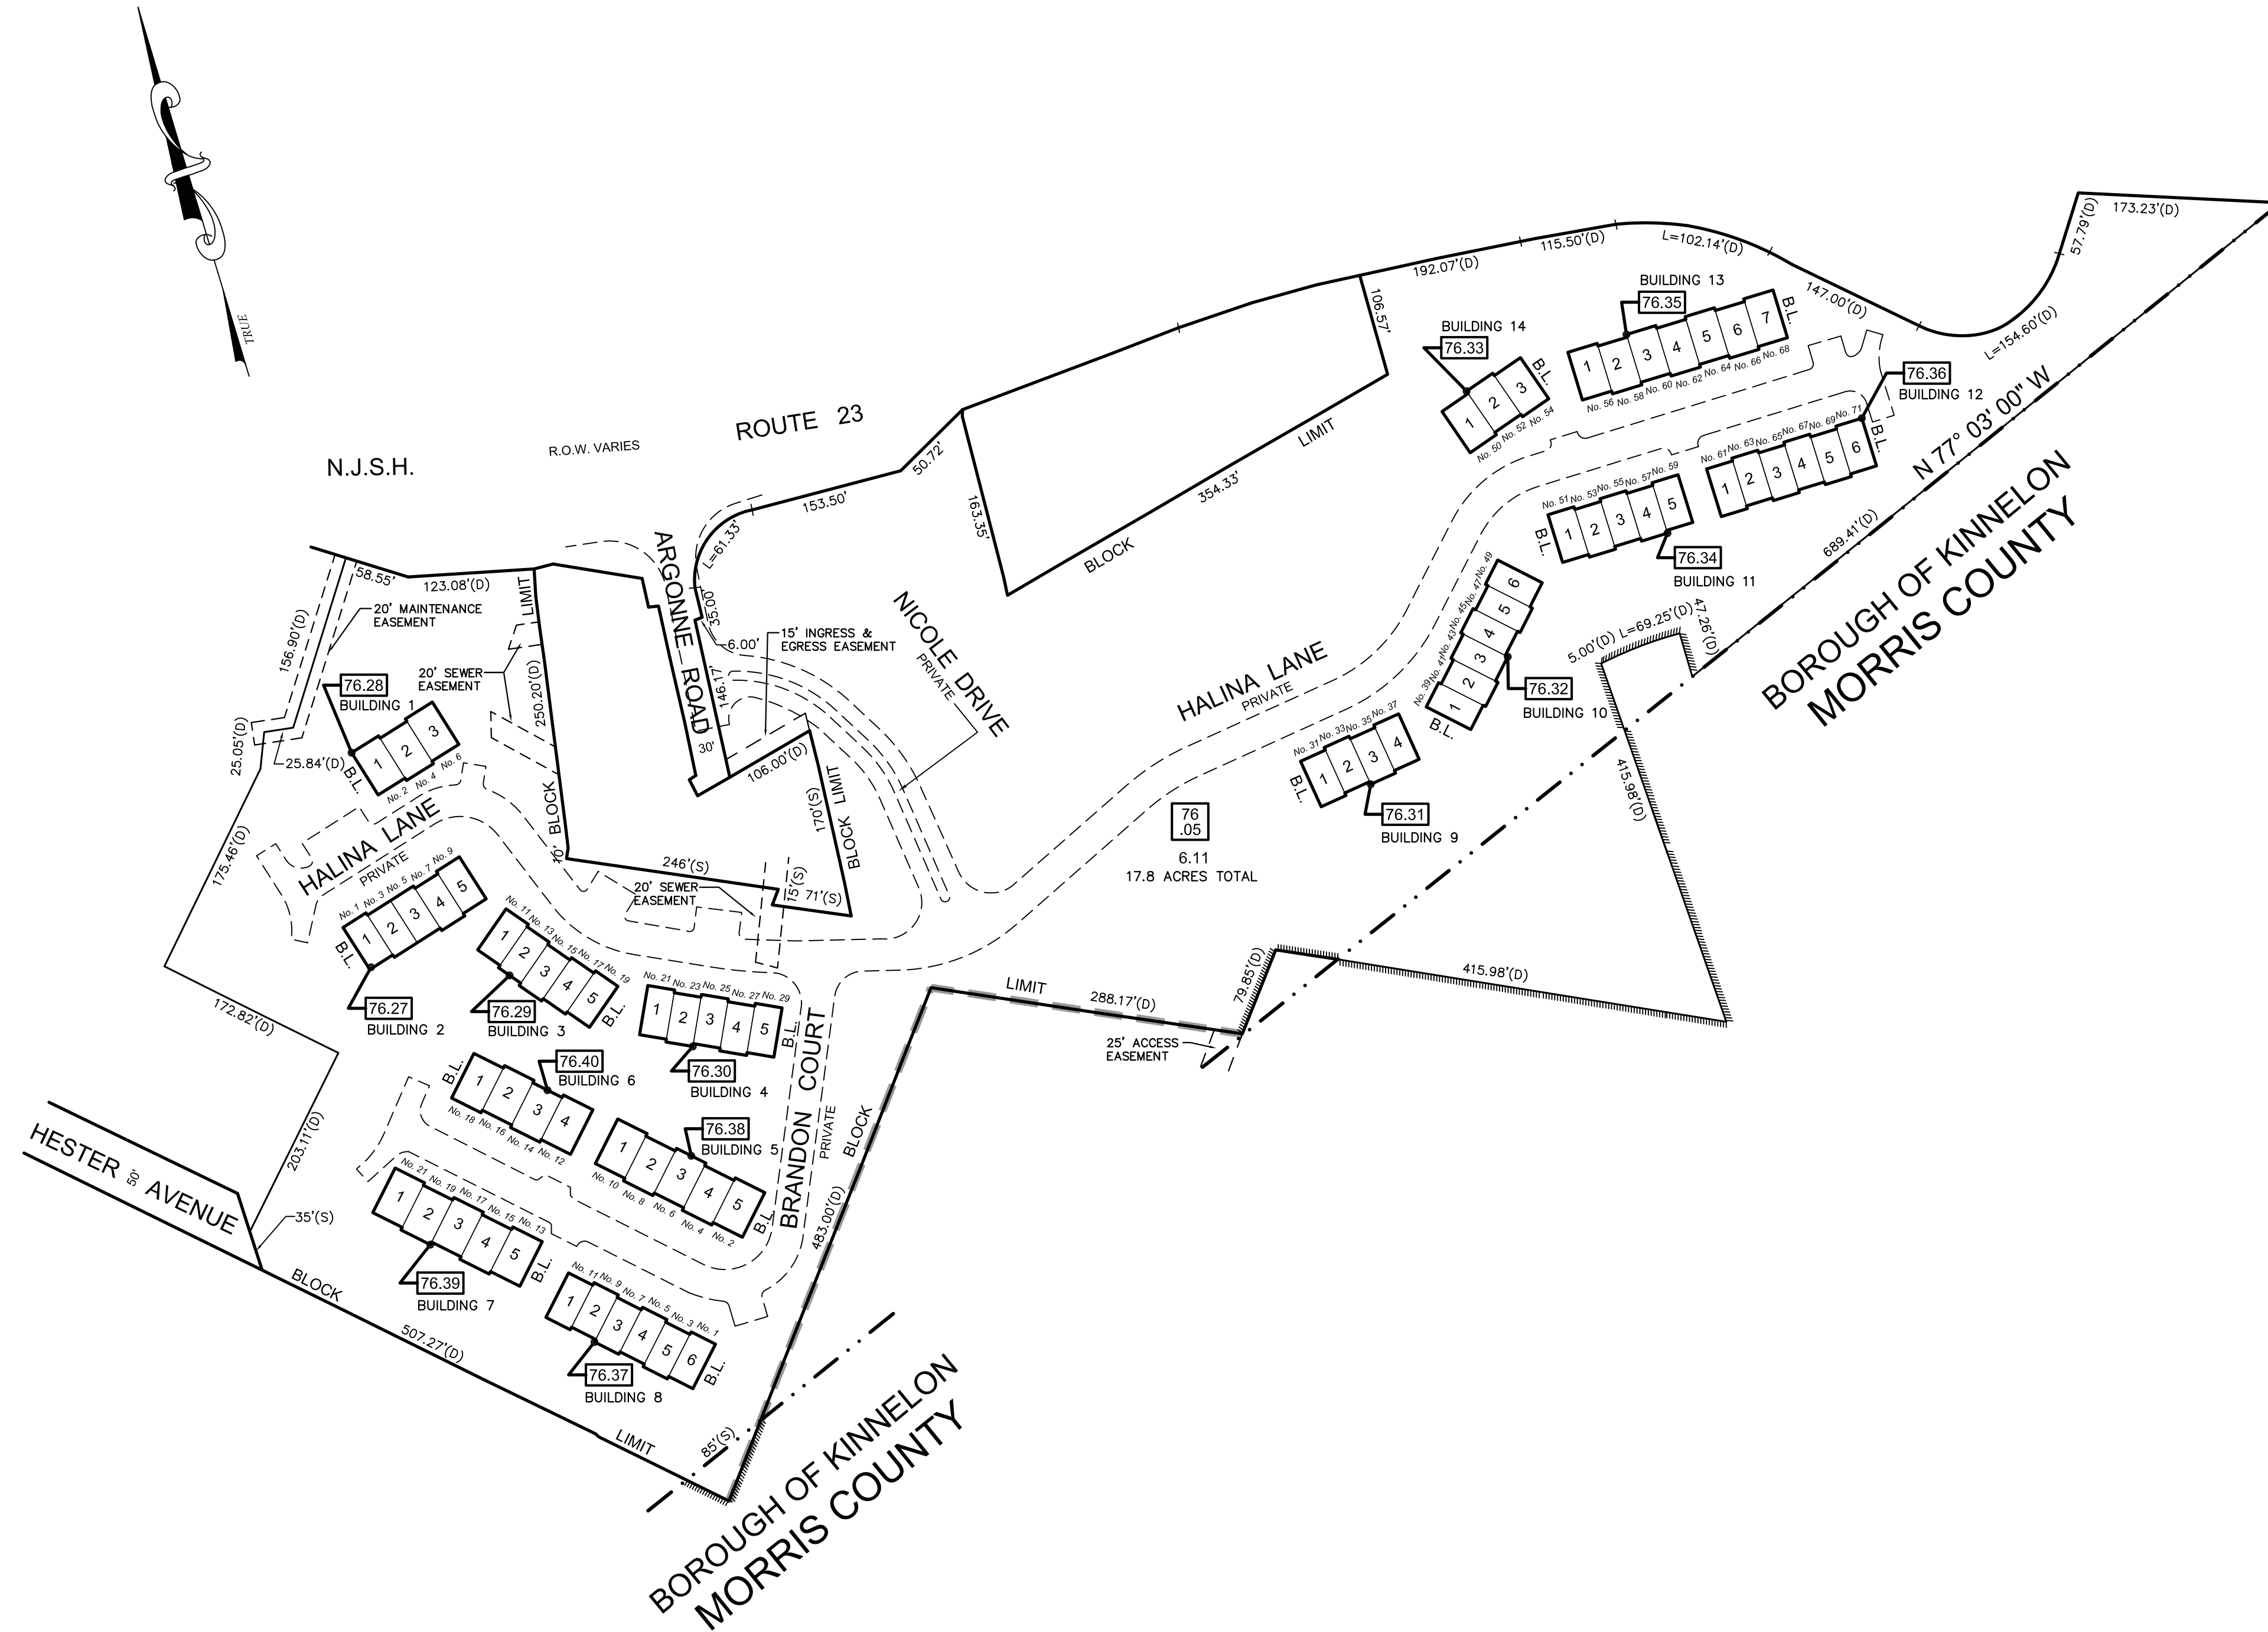 TRUE
N.J.S.H.
R.O.W. VARIES
ROUTE 23
173.23'(D)
57.79'(D)
L=154.60'(D)
147.00'(D)
L=102.14'(D)
115.50'(D)
192.07'(D)
106.57'
LIMIT
354.33'
BLOCK
163.35'
50.72'
153.50'
L=61.33'
35.00'
6.00'
146.17'
ARGONNE ROAD
30'
15' INGRESS &
EGRESS EASEMENT
106.00'(D)
170'(S)
BLOCK LIMIT
71'(S)
15'(S)
246'(S)
10'
BLOCK
LIMIT
250.20'(D)
20' SEWER
EASEMENT
20' SEWER
EASEMENT
123.08'(D)
58.55'
20' MAINTENANCE
EASEMENT
156.90'(D)
25.05'(D)
25.84'(D)
175.46'(D)
172.82'(D)
203.11'(D)
NICOLE DRIVE
PRIVATE
HALINA LANE
PRIVATE
HALINA LANE
PRIVATE
BRANDON COURT
PRIVATE
HESTER AVENUE
50'
35'(S)
BLOCK
507.27'(D)
LIMIT
85'(S)
483.00'(D)
BLOCK
LIMIT
288.17'(D)
79.85'(D)
25' ACCESS
EASEMENT
415.98'(D)
415.98'(D)
5.00'(D)
L=69.25'(D)
47.26'(D)
689.41'(D)
N 77° 03' 00" W
BOROUGH OF KINNELON
MORRIS COUNTY
BOROUGH OF KINNELON
MORRIS COUNTY
76
.05
6.11
17.8 ACRES TOTAL
76.28
BUILDING 1
1 2 3
B.L.
No. 2 No. 4 No. 6
No. 1 No. 3 No. 5 No. 7 No. 9
1 2 3 4 5
B.L.
76.27
BUILDING 2
No. 11 No. 13 No. 15 No. 17 No. 19
1 2 3 4 5
B.L.
76.29
BUILDING 3
No. 21 No. 23 No. 25 No. 27 No. 29
1 2 3 4 5
B.L.
76.30
BUILDING 4
76.40
BUILDING 6
B.L.
1 2 3 4
No. 18 No. 16 No. 14 No. 12
76.38
BUILDING 5
1 2 3 4 5
B.L.
No. 10 No. 8 No. 6 No. 4 No. 2
No. 21 No. 19 No. 17 No. 15 No. 13
1 2 3 4 5
B.L.
76.39
BUILDING 7
No. 11 No. 9 No. 7 No. 5 No. 3 No. 1
1 2 3 4 5 6
B.L.
76.37
BUILDING 8
No. 31 No. 33 No. 35 No. 37
1 2 3 4
B.L.
76.31
BUILDING 9
No. 39 No. 41 No. 43 No. 45 No. 47 No. 49
1 2 3 4 5 6
B.L.
76.32
BUILDING 10
No. 51 No. 53 No. 55 No. 57 No. 59
1 2 3 4 5
B.L.
76.34
BUILDING 11
No. 61 No. 63 No. 65 No. 67 No. 69 No. 71
1 2 3 4 5 6
B.L.
76.36
BUILDING 12
BUILDING 13
76.35
1 2 3 4 5 6 7
B.L.
No. 56 No. 58 No. 60 No. 62 No. 64 No. 66 No. 68
BUILDING 14
76.33
1 2 3
B.L.
No. 50 No. 52 No. 54